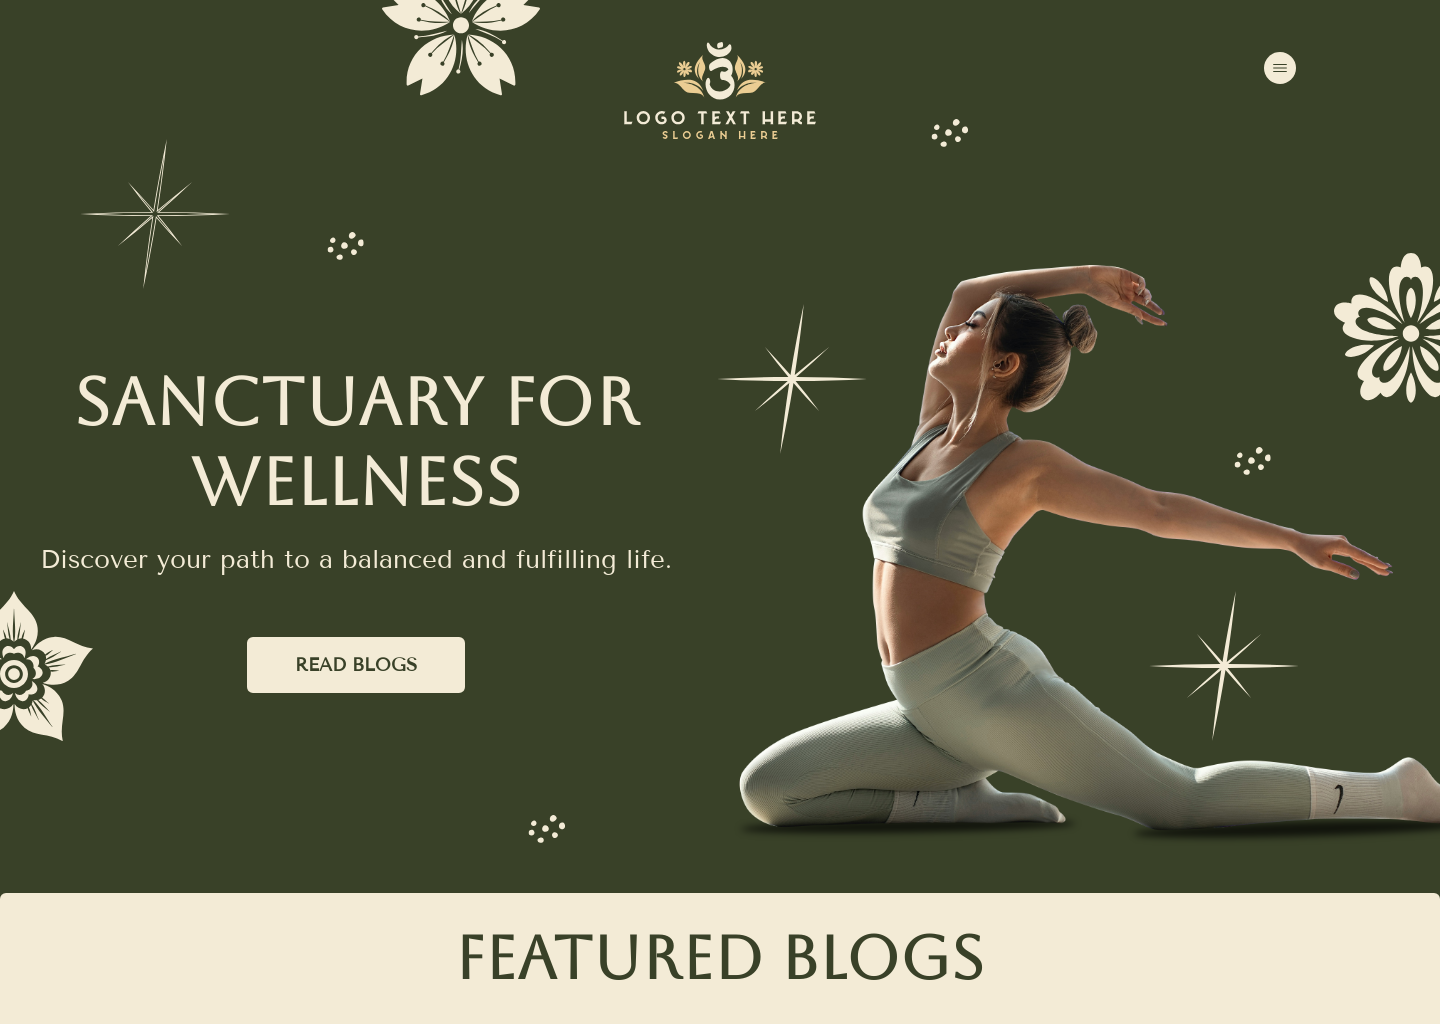 LOGO TEXT HERE
SLOGAN HERE
SANCTUARY FOR
WELLNESS
Discover your path to a balanced and fulfilling life.
READ BLOGS
FEATURED BLOGS